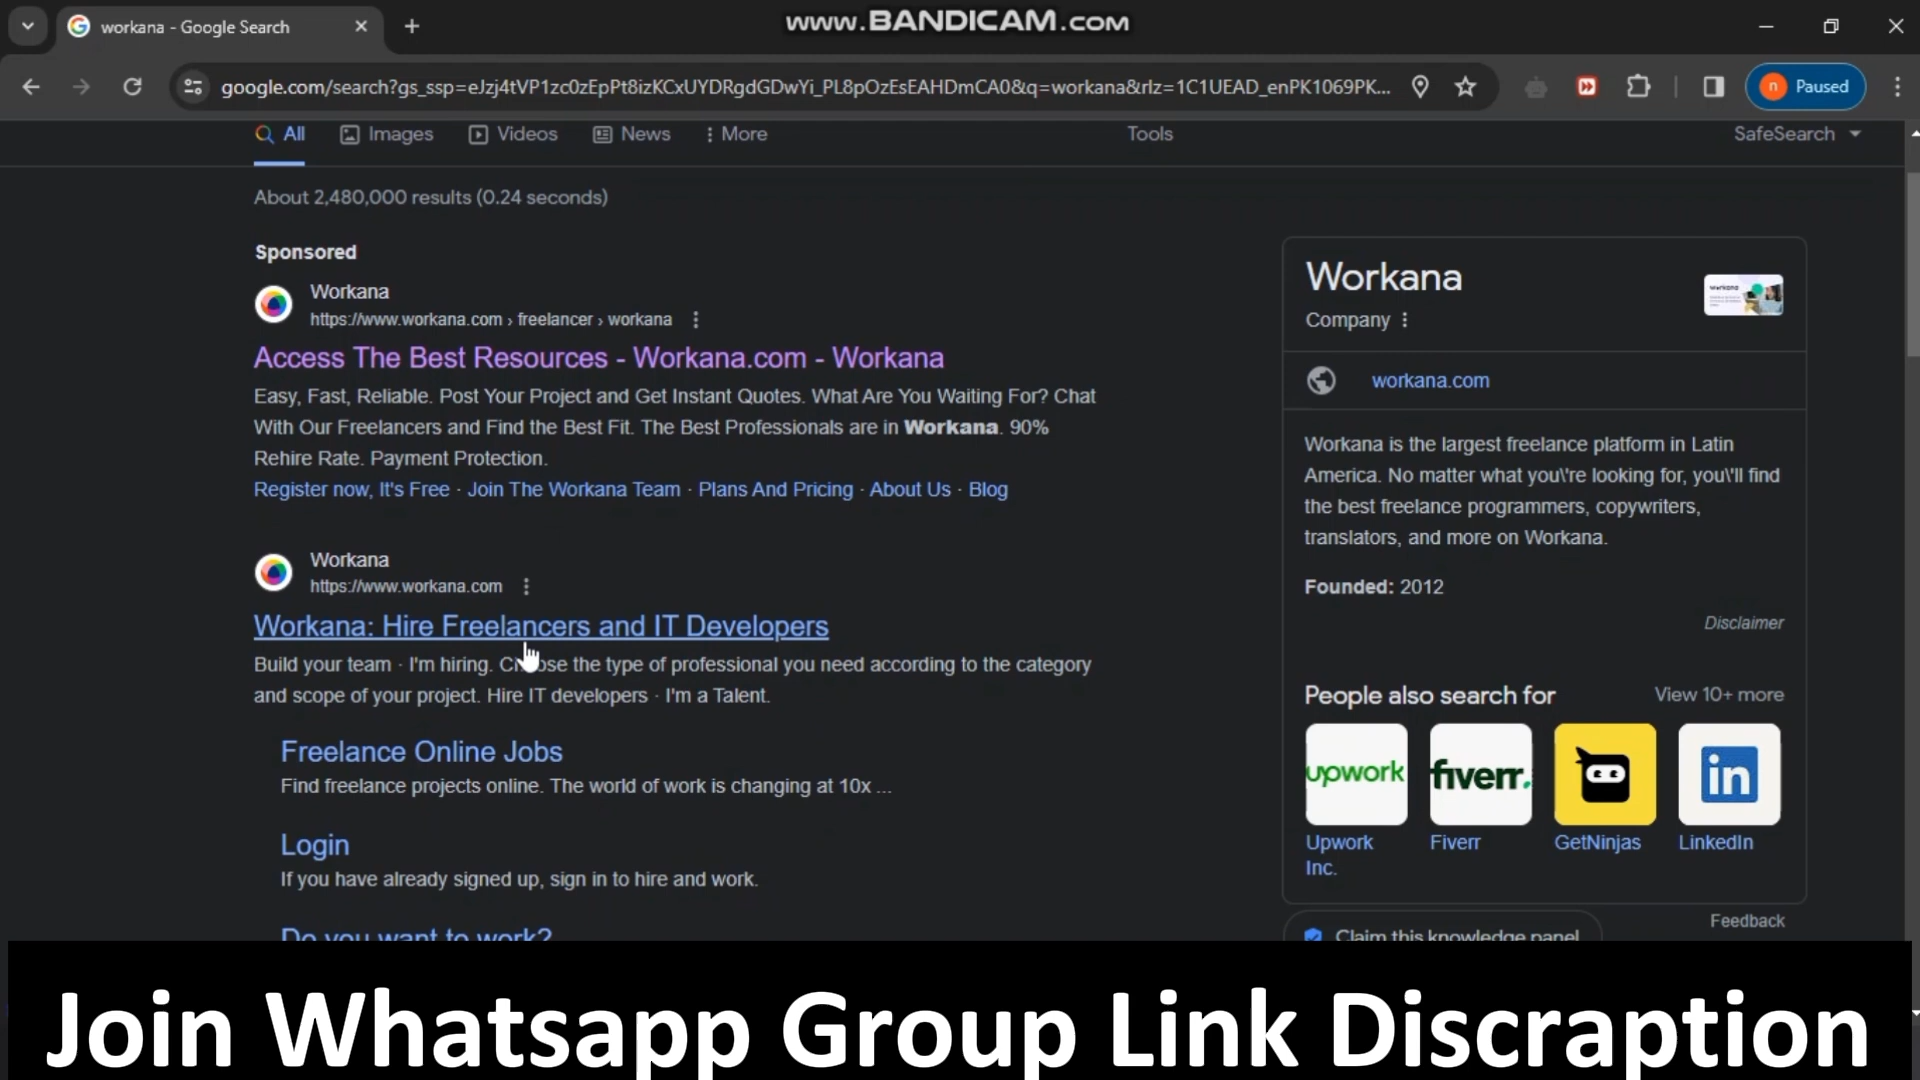 workana - Google Search
www.BANDICAM.com
google.com/search?gs_ssp=eJzj4tVP1zc0zEpPt8izKCxUYDRgdGDwYi_PL8pOzEsEAHDmCA0&q=workana&rlz=1C1UEAD_enPK1069PK...
n Paused
All Images Videos News More Tools SafeSearch
About 2,480,000 results (0.24 seconds)
Sponsored
Workana
https://www.workana.com › freelancer › workana
Access The Best Resources - Workana.com - Workana
Easy, Fast, Reliable. Post Your Project and Get Instant Quotes. What Are You Waiting For? Chat
With Our Freelancers and Find the Best Fit. The Best Professionals are in Workana. 90%
Rehire Rate. Payment Protection.
Register now, It's Free · Join The Workana Team · Plans And Pricing · About Us · Blog
Workana
https://www.workana.com
Workana: Hire Freelancers and IT Developers
Build your team · I'm hiring. Choose the type of professional you need according to the category
and scope of your project. Hire IT developers · I'm a Talent.
Freelance Online Jobs
Find freelance projects online. The world of work is changing at 10x ...
Login
If you have already signed up, sign in to hire and work.
Do you want to work?
Workana
Company
workana
workana.com
Workana is the largest freelance platform in Latin
America. No matter what you\'re looking for, you\'ll find
the best freelance programmers, copywriters,
translators, and more on Workana.
Founded: 2012
Disclaimer
People also search for View 10+ more
upwork fiverr. in
Upwork Fiverr GetNinjas LinkedIn
Inc.
Feedback
Claim this knowledge panel
Join Whatsapp Group Link Discraption